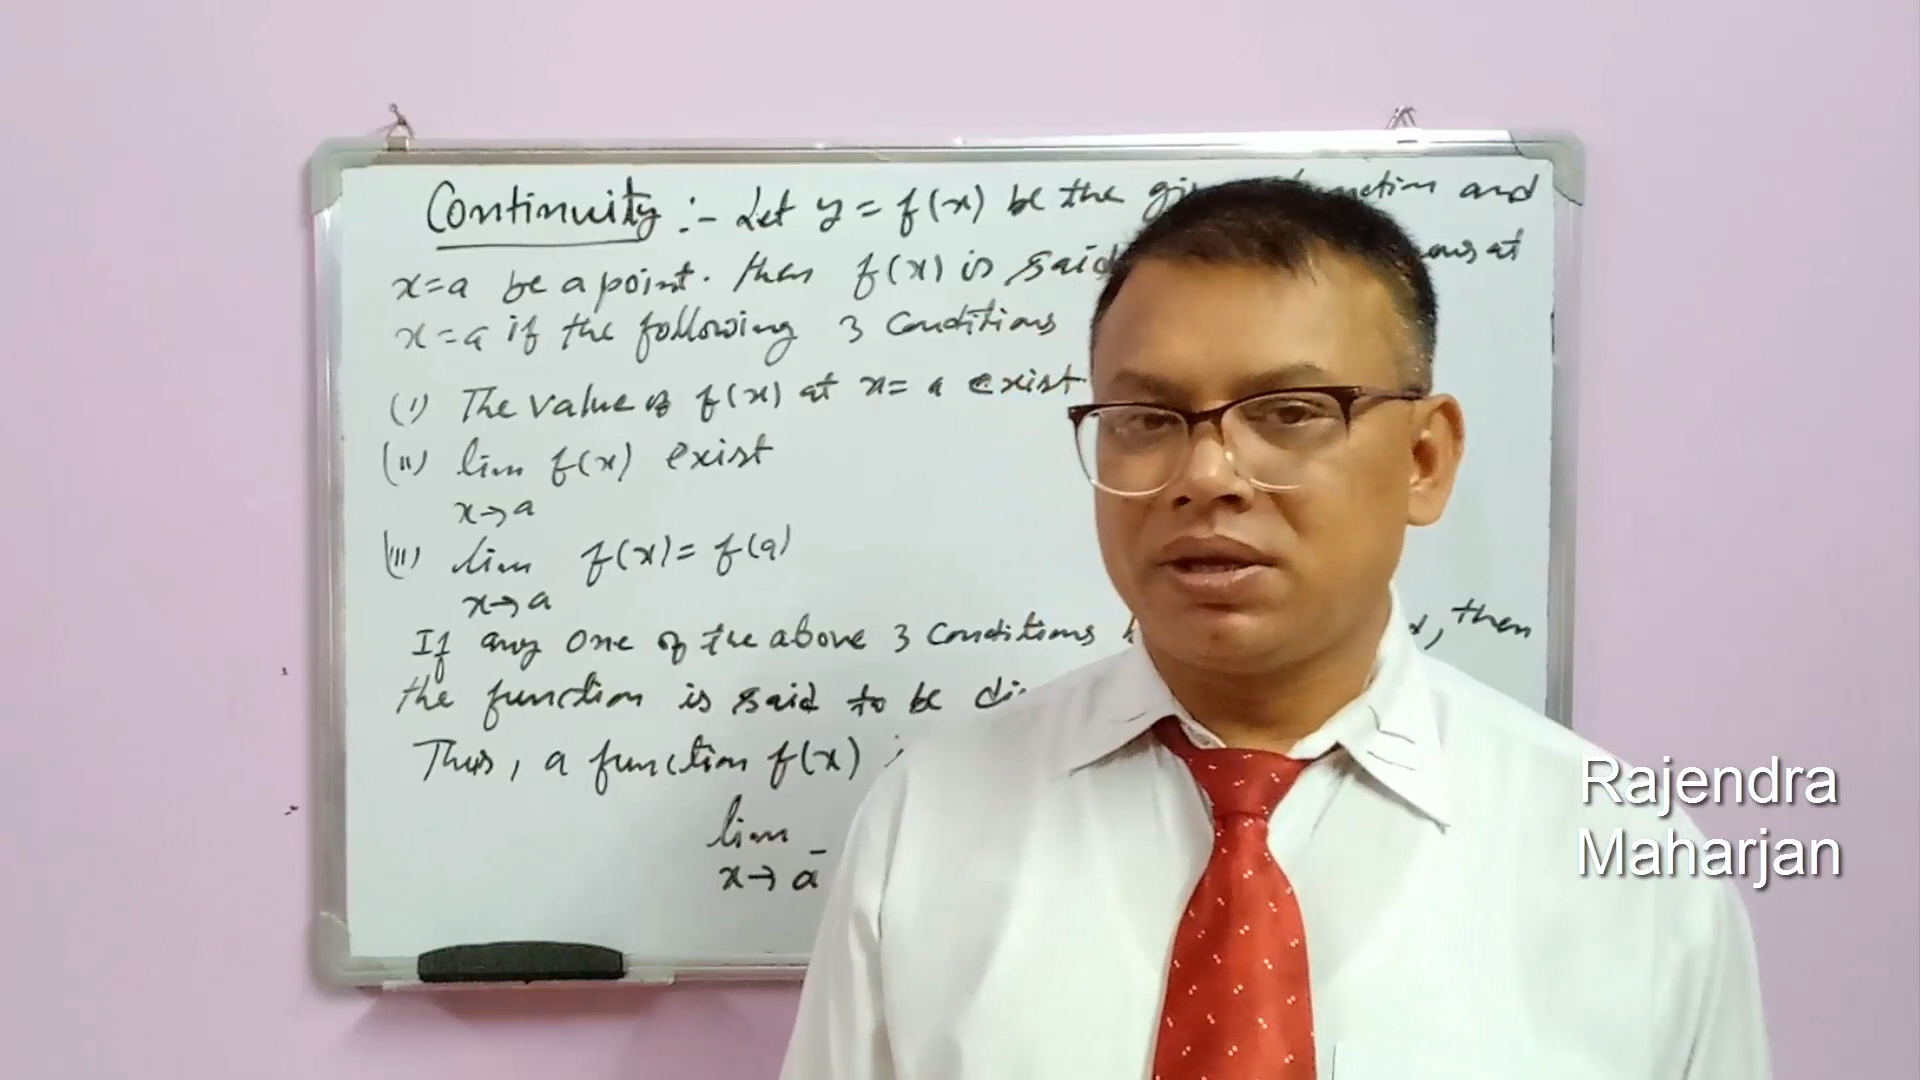 Continuity :- Let y = f(x) be the function and
x=a be a point. then f(x) is said at
x=a if the following 3 Conditions
(i) The value of f(x) at x= a exist.
(ii) lim f(x) exist
x→a
(iii) lim f(x) = f(a)
x→a
If any one of the above 3 Conditions then
the function is said to be
Thus, a function f(x)
lim
x→a⁻
Rajendra
Maharjan